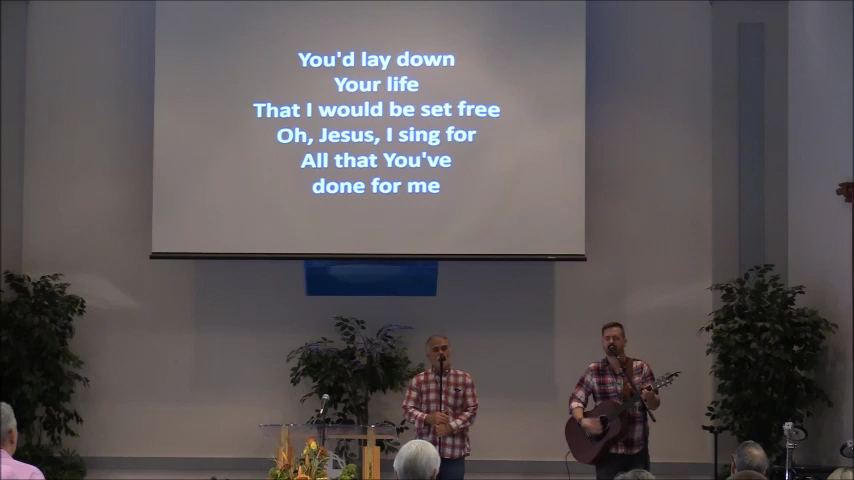 You'd lay down
Your life
That I would be set free
Oh, Jesus, I sing for
All that You've
done for me